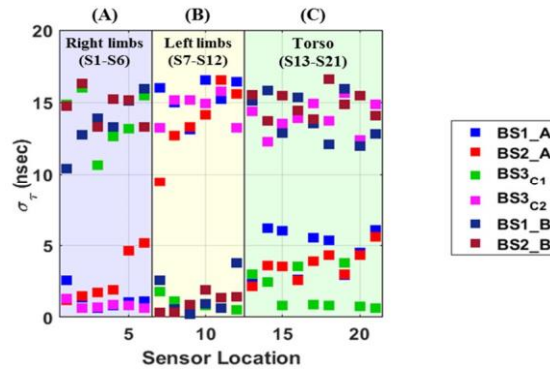 (A) (B) (C)
Right limbs
(S1-S6)
Left limbs
(S7-S12)
Torso
(S13-S21)
20
15
10
5
0
σ_τ (nsec)
5 10 15 20
Sensor Location
BS1_A
BS2_A
BS3_C1
BS3_C2
BS1_B
BS2_B